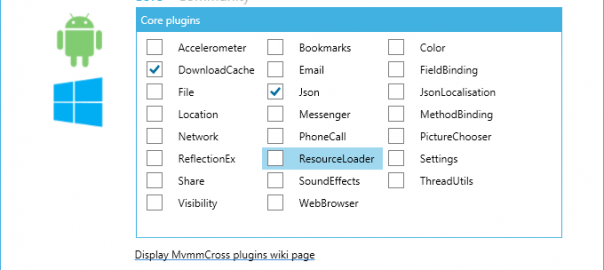 Core plugins
Accelerometer Bookmarks Color
DownloadCache Email FieldBinding
File Json JsonLocalisation
Location Messenger MethodBinding
Network PhoneCall PictureChooser
ReflectionEx ResourceLoader Settings
Share SoundEffects ThreadUtils
Visibility WebBrowser
Display MvmmCross plugins wiki page